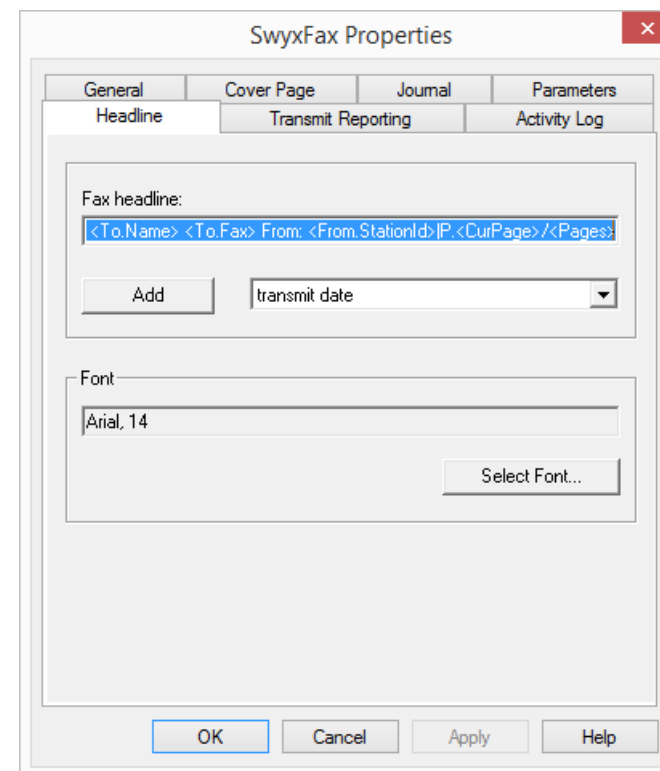 SwyxFax Properties
General Cover Page Journal Parameters
Headline Transmit Reporting Activity Log
Fax headline:
<To.Name> <To.Fax> From: <From.StationId>|P.<CurPage>/<Pages>
Add transmit date
Font
Arial, 14
Select Font...
OK Cancel Apply Help